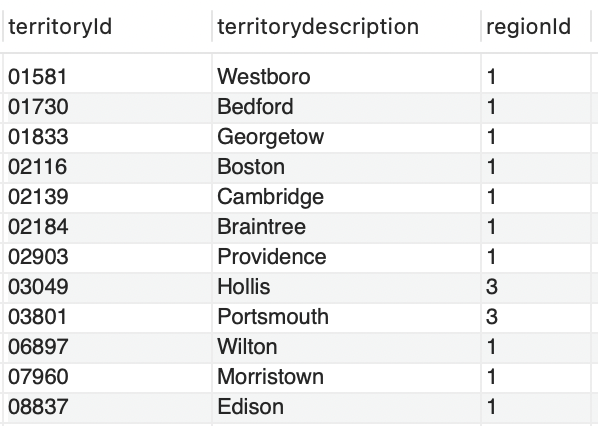 territoryId territorydescription regionId
01581 Westboro 1
01730 Bedford 1
01833 Georgetow 1
02116 Boston 1
02139 Cambridge 1
02184 Braintree 1
02903 Providence 1
03049 Hollis 3
03801 Portsmouth 3
06897 Wilton 1
07960 Morristown 1
08837 Edison 1